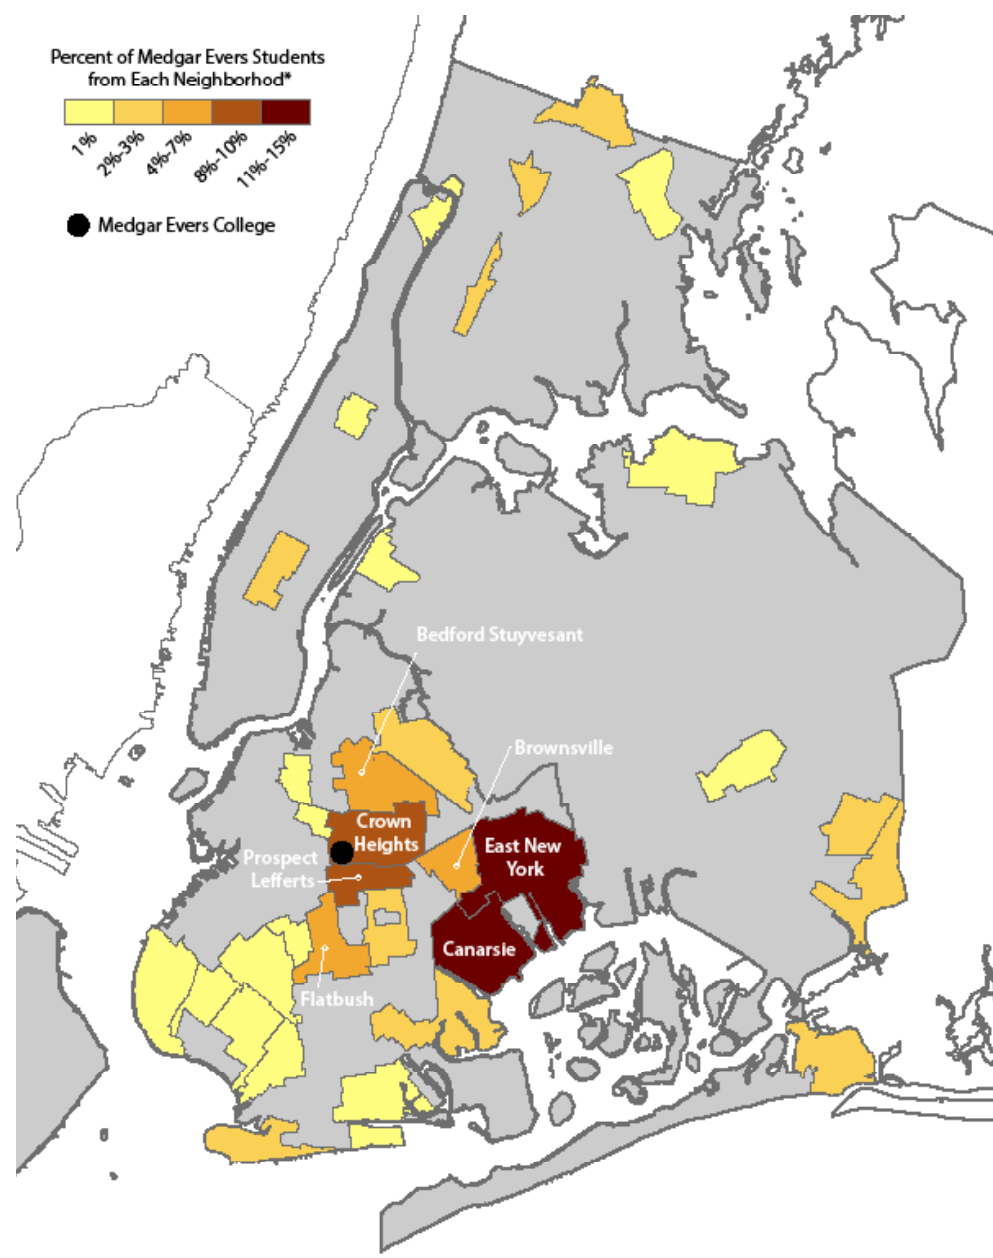 Percent of Medgar Evers Students
from Each Neighborhod*
1%
2%-3%
4%-7%
8%-10%
11%-15%
Medgar Evers College
Bedford Stuyvesant
Brownsville
Crown
Heights
East New
York
Prospect
Lefferts
Canarsie
Flatbush